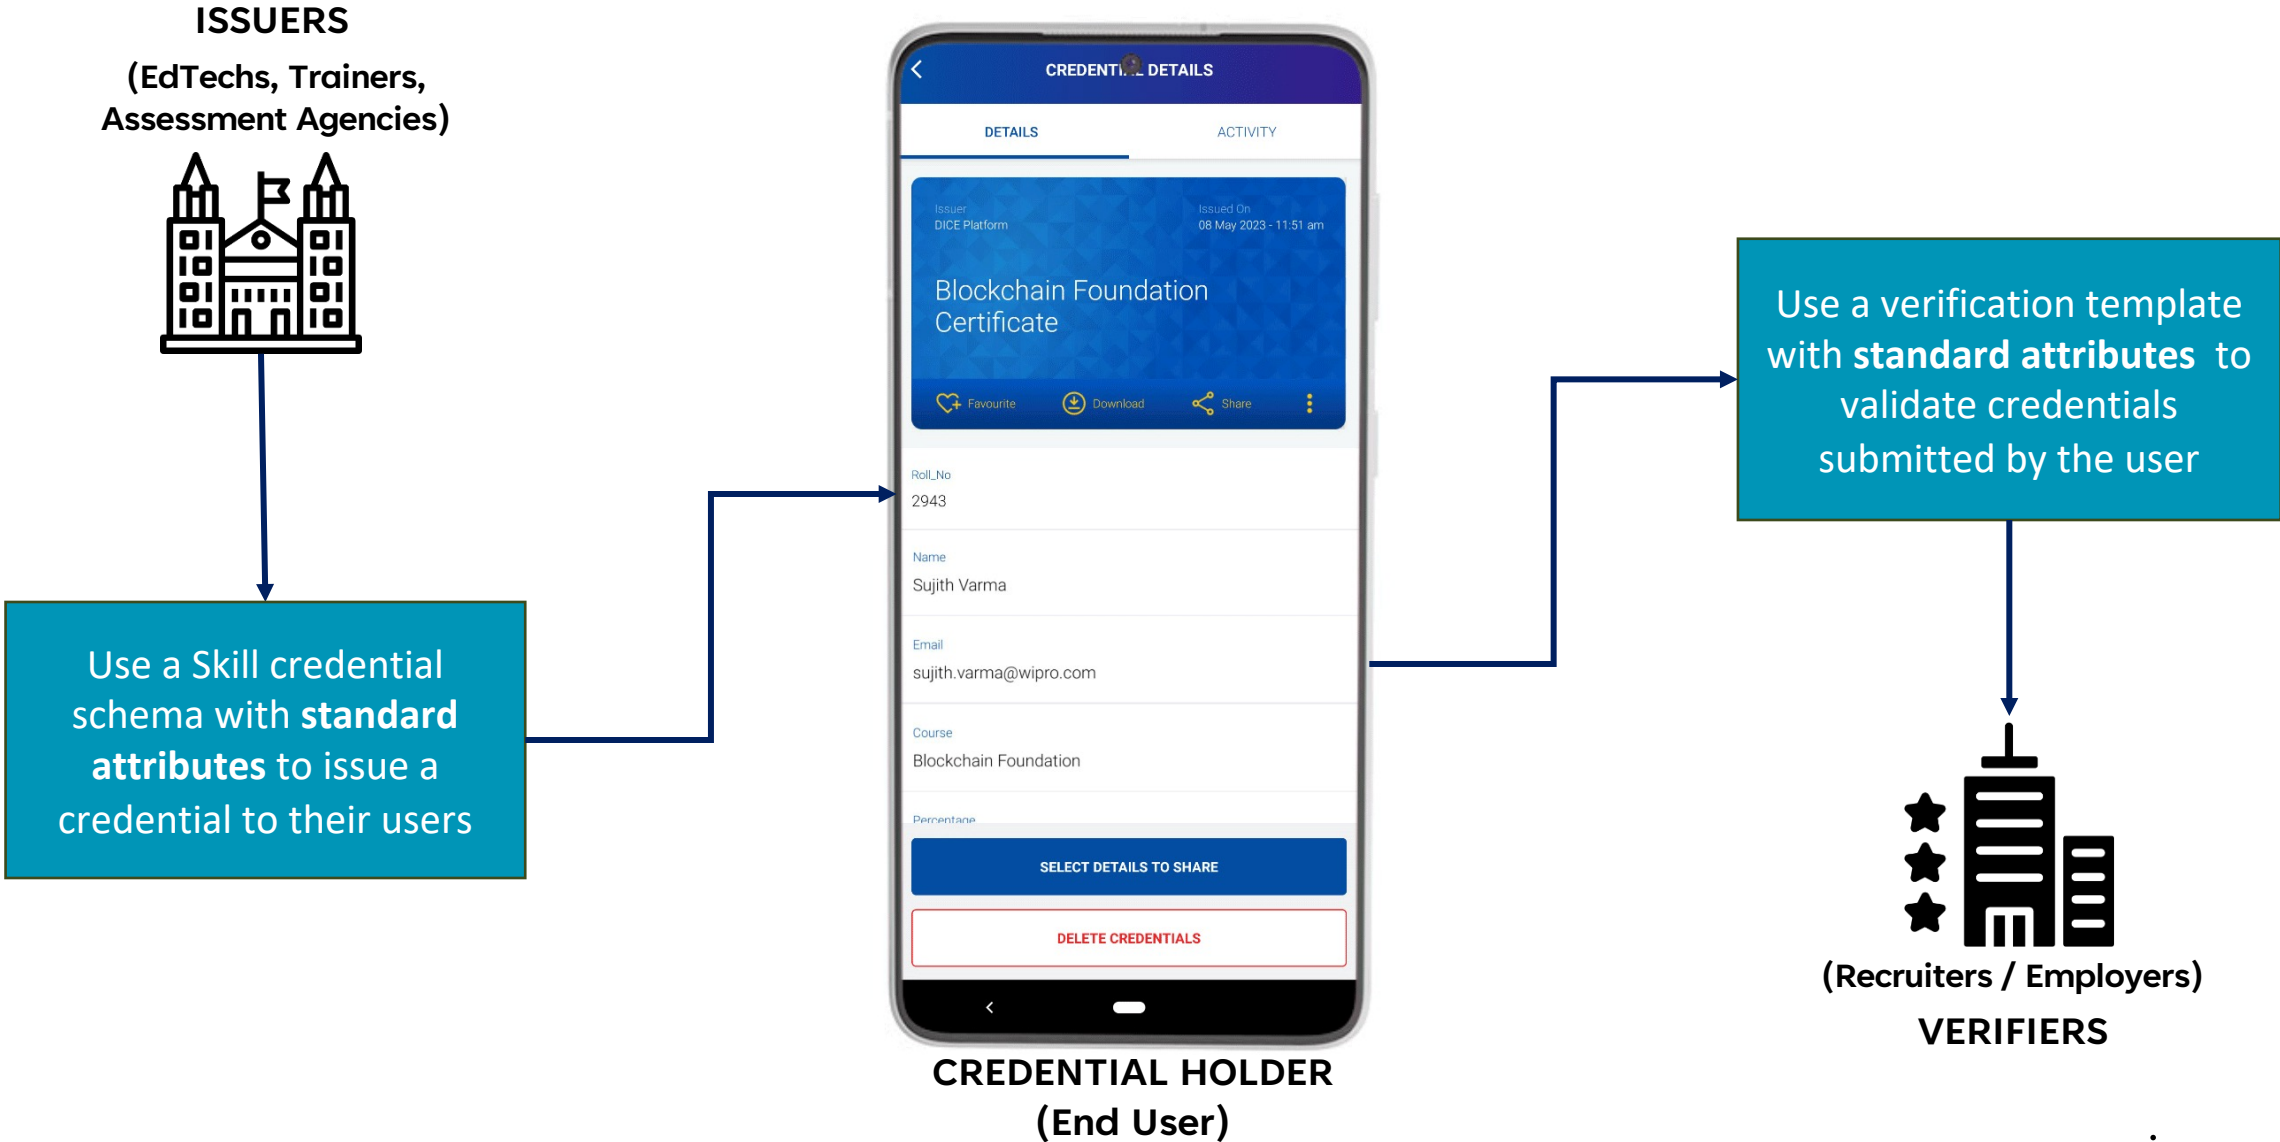 ISSUERS
(EdTechs, Trainers,
Assessment Agencies)
Use a Skill credential
schema with standard
attributes to issue a
credential to their users
CREDENTIAL DETAILS
DETAILS
ACTIVITY
Issuer
DICE Platform
Issued On
08 May 2023 - 11:51 am
Blockchain Foundation
Certificate
Favourite
Download
Share
Roll_No
2943
Name
Sujith Varma
Email
sujith.varma@wipro.com
Course
Blockchain Foundation
Percentage
SELECT DETAILS TO SHARE
DELETE CREDENTIALS
CREDENTIAL HOLDER
(End User)
Use a verification template
with standard attributes to
validate credentials
submitted by the user
(Recruiters / Employers)
VERIFIERS
.